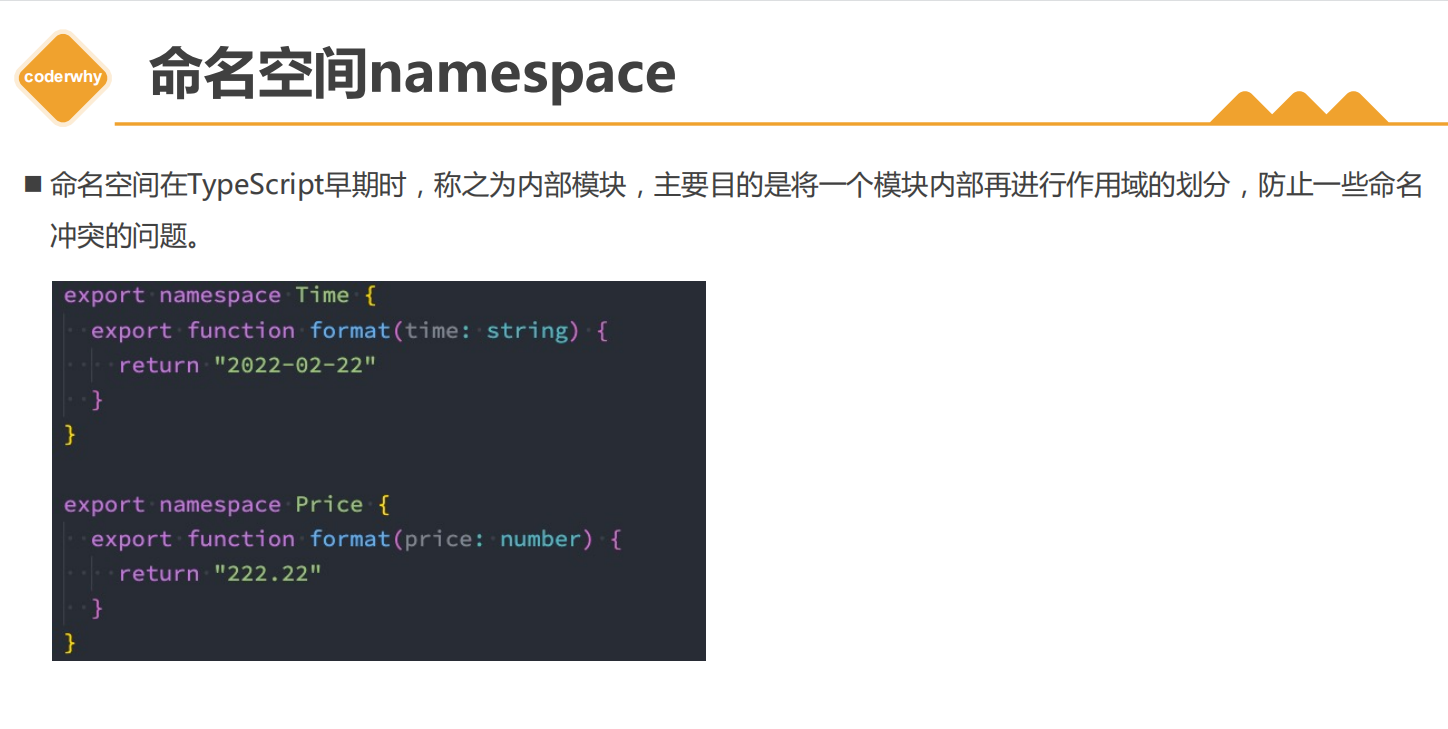 coderwhy
命名空间namespace
■ 命名空间在TypeScript早期时，称之为内部模块，主要目的是将一个模块内部再进行作用域的划分，防止一些命名
冲突的问题。
export namespace Time {
  export function format(time: string) {
    return "2022-02-22"
  }
}
export namespace Price {
  export function format(price: number) {
    return "222.22"
  }
}